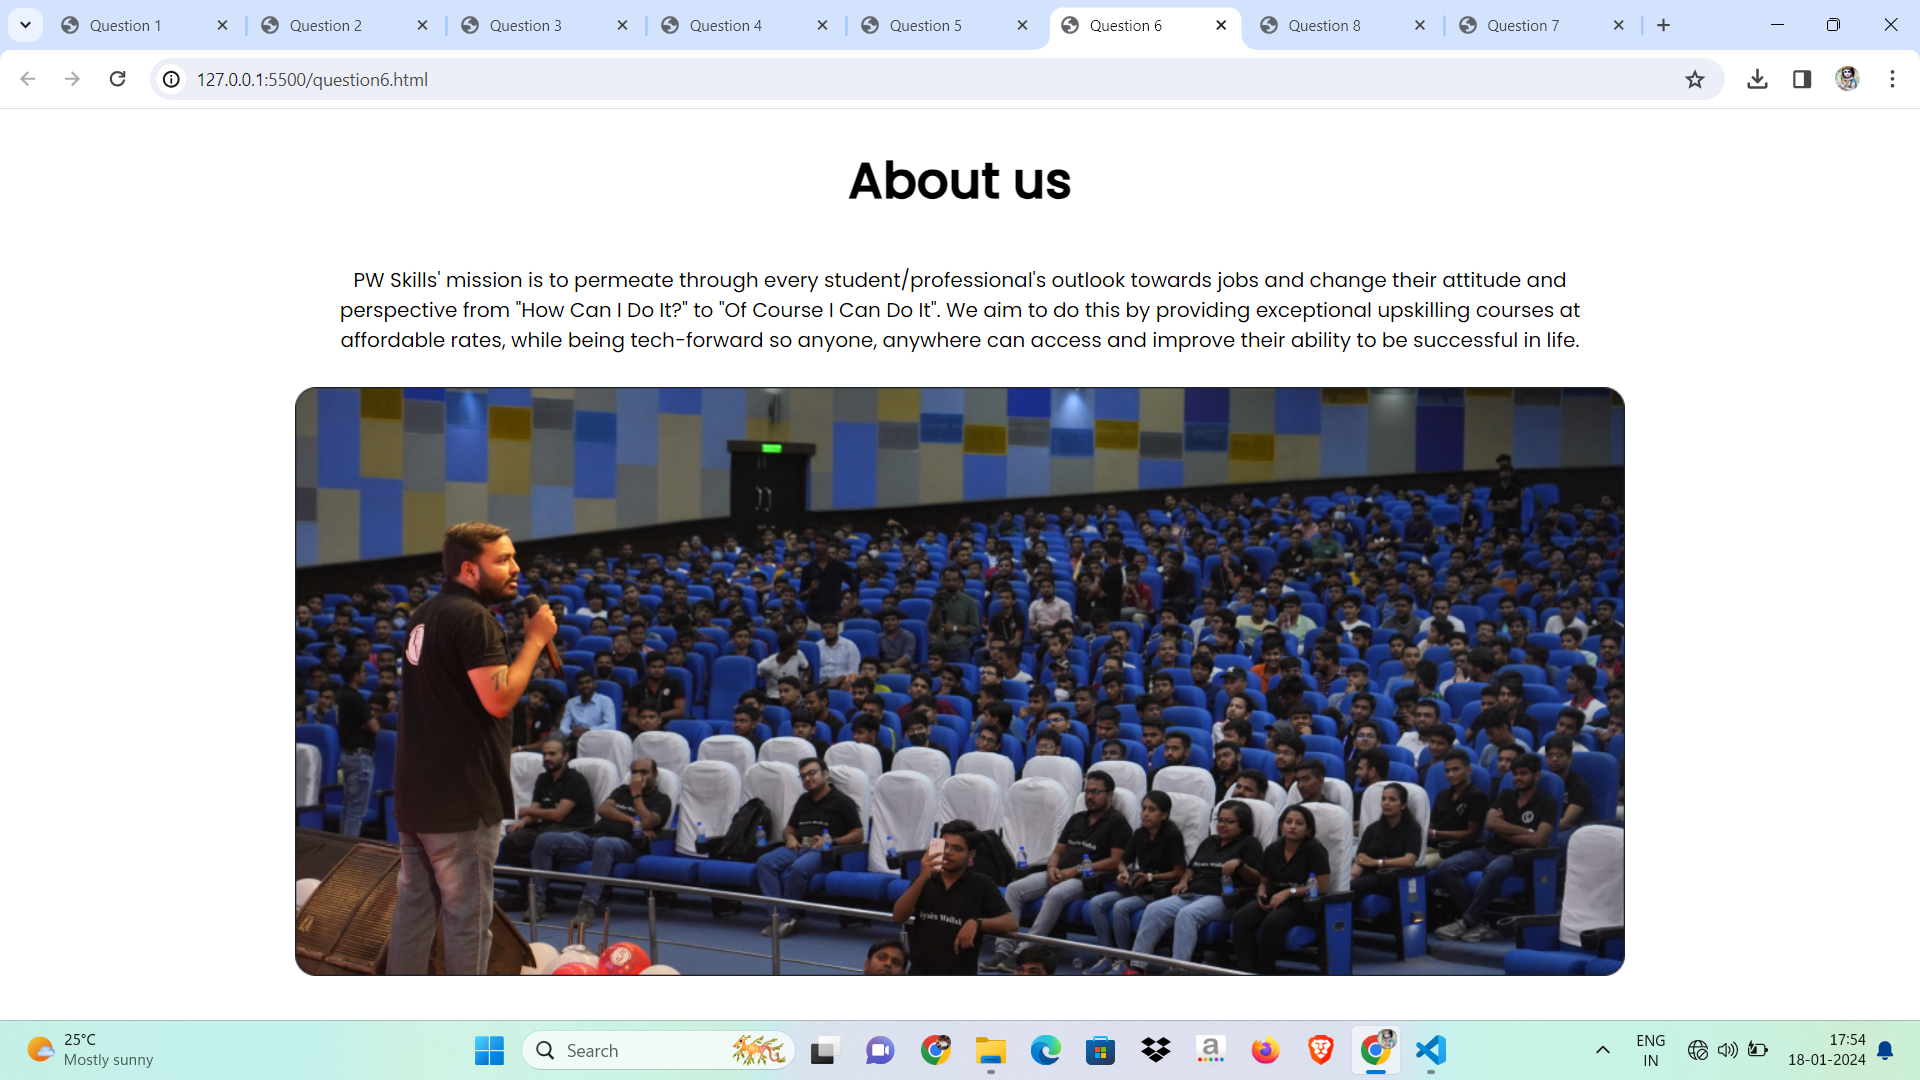 Question 1
Question 2
Question 3
Question 4
Question 5
Question 6
Question 8
Question 7
127.0.0.1:5500/question6.html
About us
PW Skills' mission is to permeate through every student/professional's outlook towards jobs and change their attitude and
perspective from "How Can I Do It?" to "Of Course I Can Do It". We aim to do this by providing exceptional upskilling courses at
affordable rates, while being tech-forward so anyone, anywhere can access and improve their ability to be successful in life.
25°C
Mostly sunny
Search
a
ENG
IN
17:54
18-01-2024